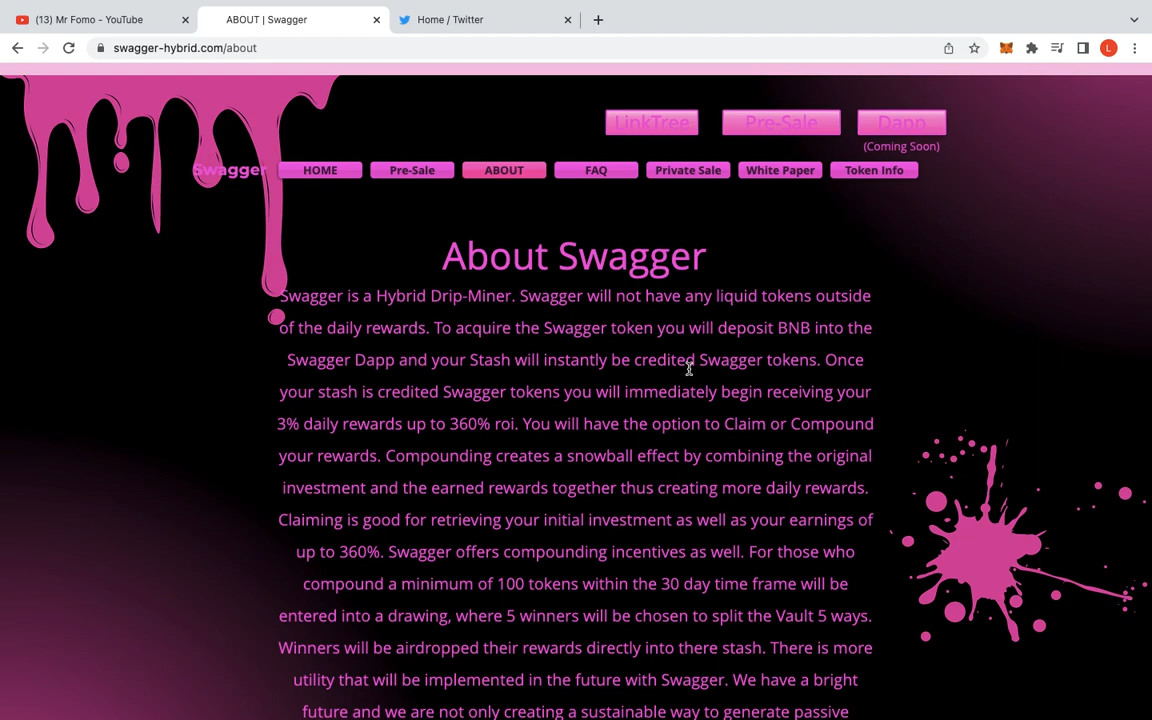 (13) Mr Fomo - YouTube
ABOUT | Swagger
Home / Twitter
swagger-hybrid.com/about
L
LinkTree
Pre-Sale
Dapp
(Coming Soon)
Swagger
HOME
Pre-Sale
ABOUT
FAQ
Private Sale
White Paper
Token Info
About Swagger
Swagger is a Hybrid Drip-Miner. Swagger will not have any liquid tokens outside
of the daily rewards. To acquire the Swagger token you will deposit BNB into the
Swagger Dapp and your Stash will instantly be credited Swagger tokens. Once
your stash is credited Swagger tokens you will immediately begin receiving your
3% daily rewards up to 360% roi. You will have the option to Claim or Compound
your rewards. Compounding creates a snowball effect by combining the original
investment and the earned rewards together thus creating more daily rewards.
Claiming is good for retrieving your initial investment as well as your earnings of
up to 360%. Swagger offers compounding incentives as well. For those who
compound a minimum of 100 tokens within the 30 day time frame will be
entered into a drawing, where 5 winners will be chosen to split the Vault 5 ways.
Winners will be airdropped their rewards directly into there stash. There is more
utility that will be implemented in the future with Swagger. We have a bright
future and we are not only creating a sustainable way to generate passive